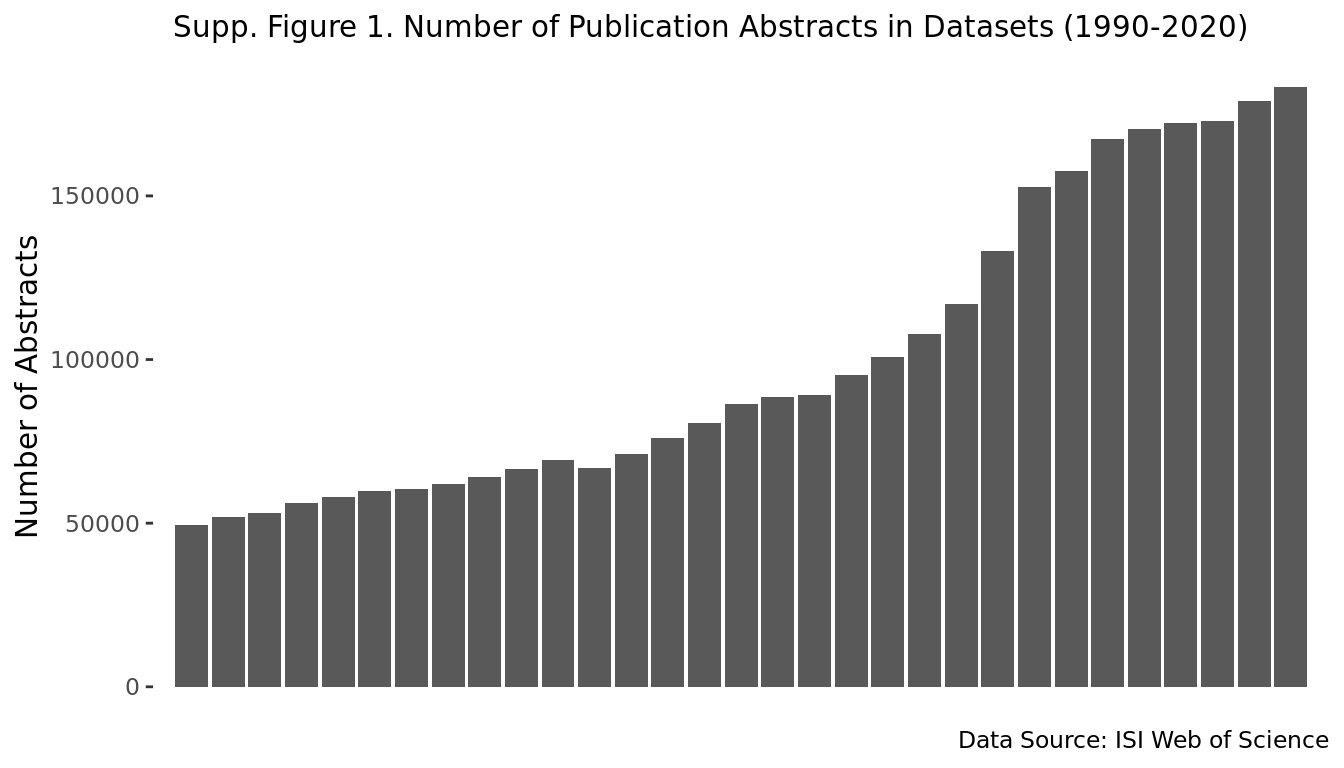 Supp. Figure 1. Number of Publication Abstracts in Datasets (1990-2020)
Number of Abstracts
150000
100000
50000
0
Data Source: ISI Web of Science